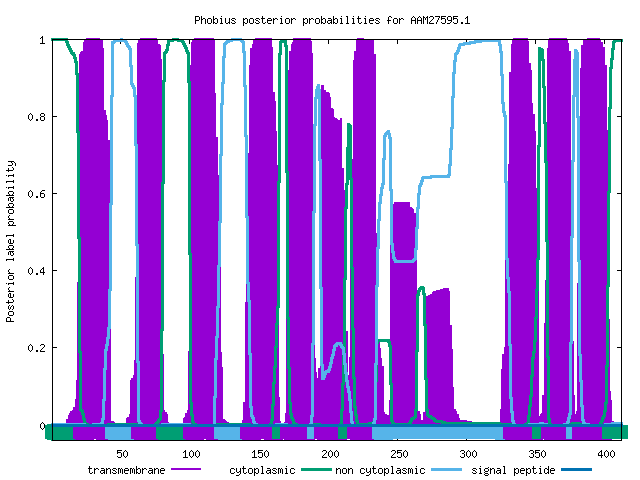 Phobius posterior probabilities for AAM27595.1
1
0.8
0.6
0.4
0.2
0
Posterior label probability
50 100 150 200 250 300 350 400
transmembrane cytoplasmic non cytoplasmic signal peptide